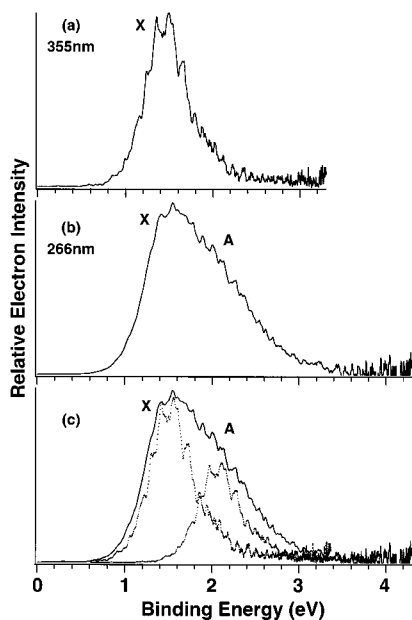 (a)
355nm
X
(b)
266nm
X
A
(c)
X
A
0
1
2
3
4
Binding Energy (eV)
Relative Electron Intensity